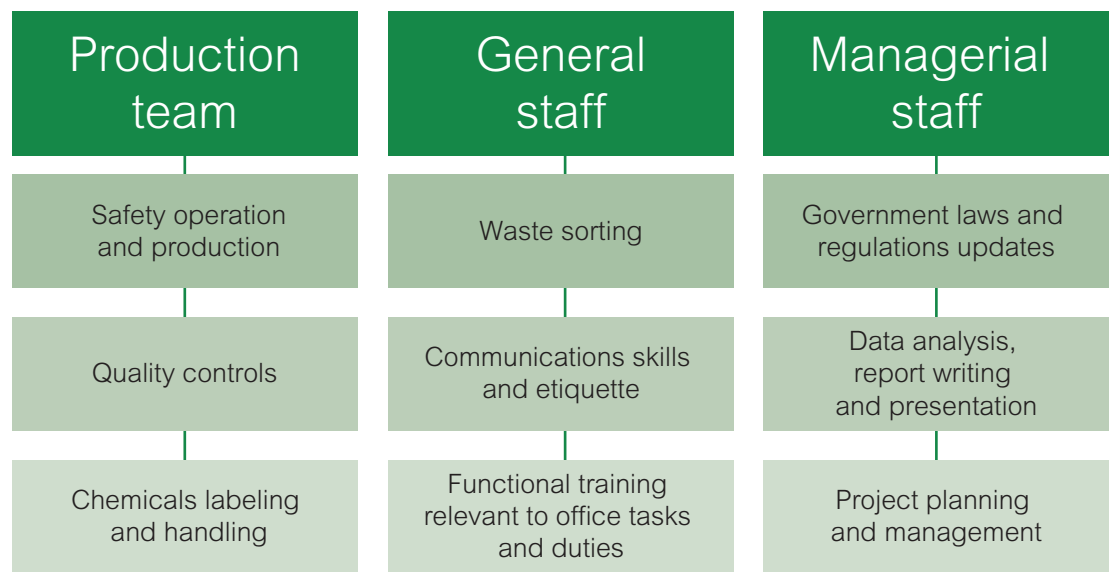 Production
team
Safety operation
and production
Quality controls
Chemicals labeling
and handling
General
staff
Waste sorting
Communications skills
and etiquette
Functional training
relevant to office tasks
and duties
Managerial
staff
Government laws and
regulations updates
Data analysis,
report writing
and presentation
Project planning
and management